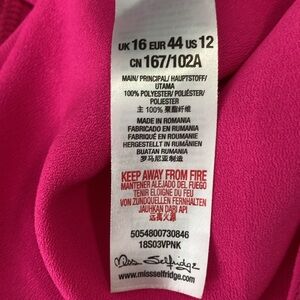 UK 16 EUR 44 US 12
CN 167/102A
MAIN/ PRINCIPAL/ HAUPTSTOFF/
UTAMA
100% POLYESTER/ POLIÉSTER/
POLIESTER
主 100% 聚酯纤维
MADE IN ROMANIA
FABRICADO EN RUMANIA
FABRIQUÉ EN ROUMANIE
HERGESTELLT IN RUMÄNIEN
BUATAN RUMANIA
罗马尼亚制造
KEEP AWAY FROM FIRE
MANTENER ALEJADO DEL FUEGO
TENIR ÉLOIGNÉ DU FEU
VON ZUNDQUELLEN FERNHALTEN
JAUHKAN DARI API
远离火源
5054800730846
18S03VPNK
Miss Selfridge
www.missselfridge.com